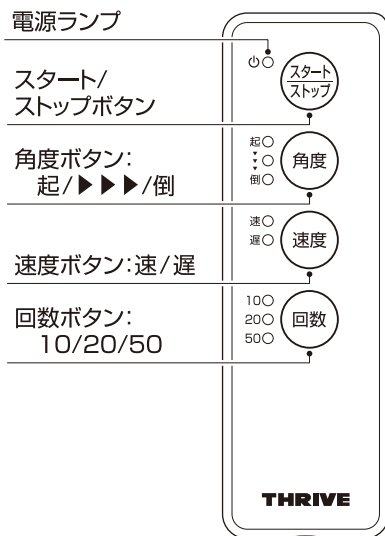 電源ランプ
スタート/
ストップボタン
角度ボタン:
起/▶▶▶/倒
速度ボタン:速/遅
回数ボタン:
10/20/50
⏻
スタート
ストップ
起
▼
▼
▼
倒
角度
速
遅
速度
10
20
50
回数
THRIVE